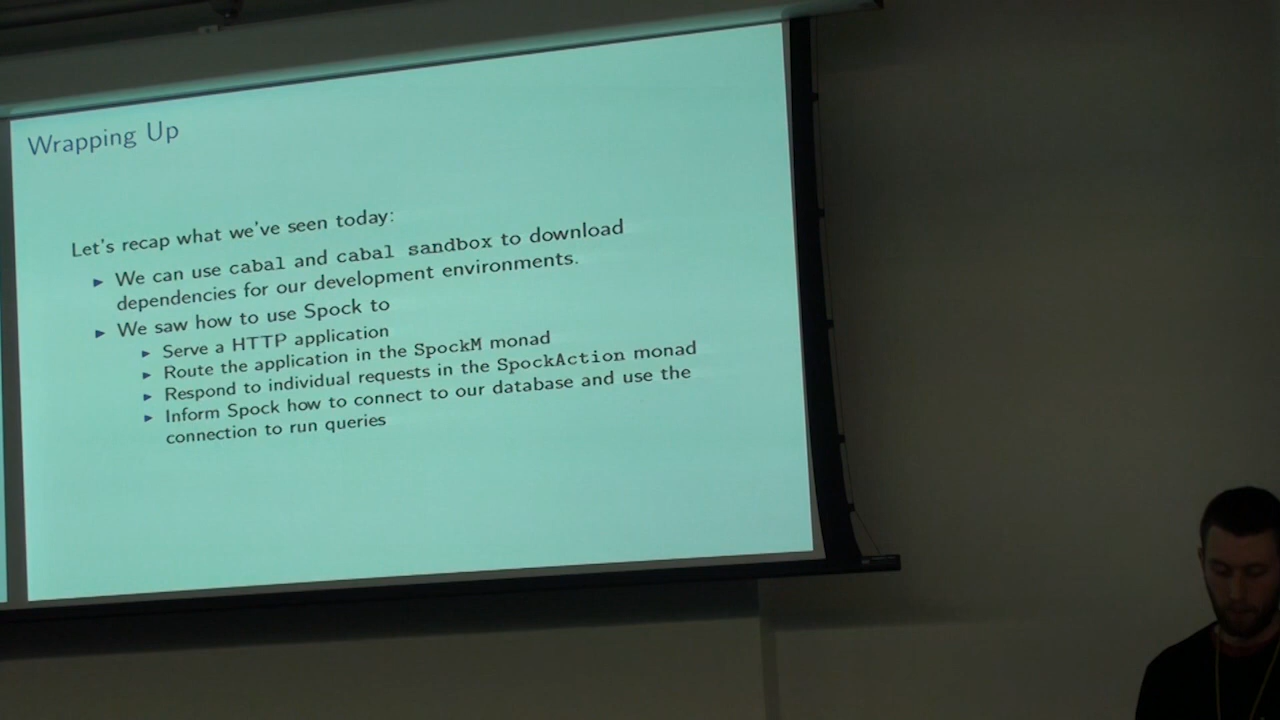 Wrapping Up
Let's recap what we've seen today:
We can use cabal and cabal sandbox to download
dependencies for our development environments.
We saw how to use Spock to
Serve a HTTP application
Route the application in the SpockM monad
Respond to individual requests in the SpockAction monad
Inform Spock how to connect to our database and use the
connection to run queries